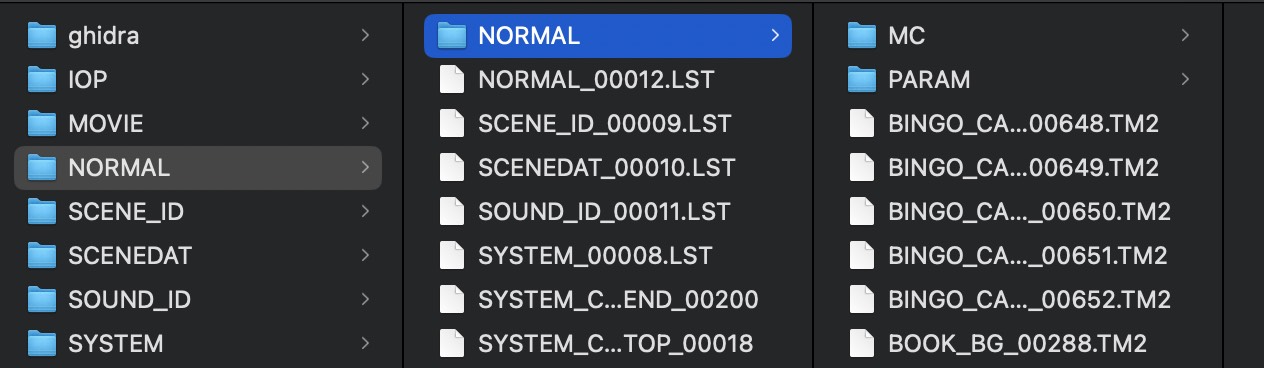 ghidra
IOP
MOVIE
NORMAL
SCENE_ID
SCENEDAT
SOUND_ID
SYSTEM
NORMAL
NORMAL_00012.LST
SCENE_ID_00009.LST
SCENEDAT_00010.LST
SOUND_ID_00011.LST
SYSTEM_00008.LST
SYSTEM_C...END_00200
SYSTEM_C...TOP_00018
MC
PARAM
BINGO_CA...00648.TM2
BINGO_CA...00649.TM2
BINGO_CA..._00650.TM2
BINGO_CA..._00651.TM2
BINGO_CA..._00652.TM2
BOOK_BG_00288.TM2